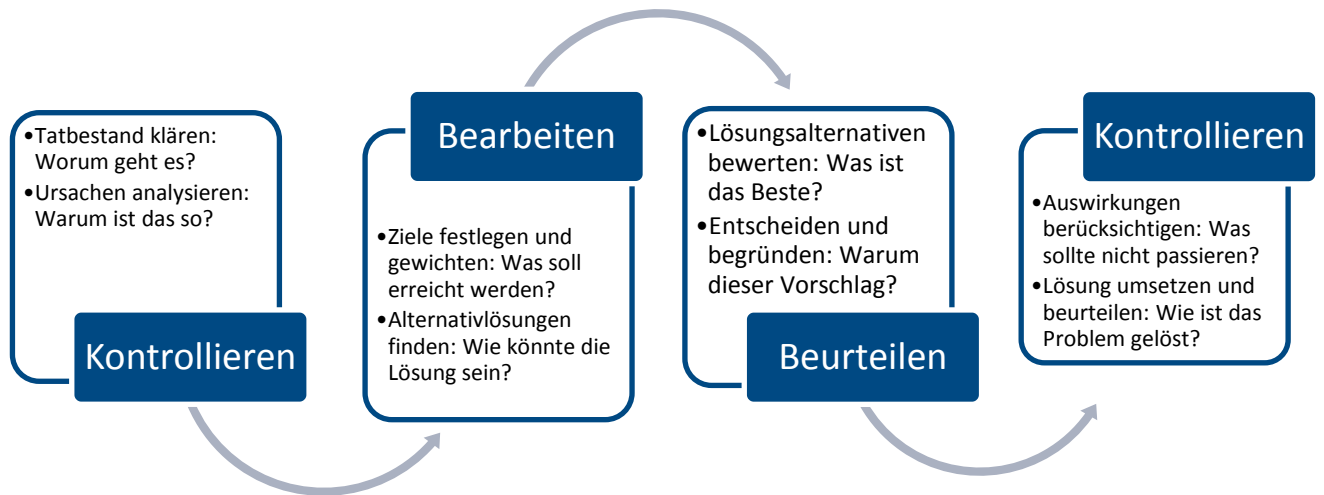 •Tatbestand klären:
Worum geht es?
•Ursachen analysieren:
Warum ist das so?
Kontrollieren
Bearbeiten
•Ziele festlegen und
gewichten: Was soll
erreicht werden?
•Alternativlösungen
finden: Wie könnte die
Lösung sein?
•Lösungsalternativen
bewerten: Was ist
das Beste?
•Entscheiden und
begründen: Warum
dieser Vorschlag?
Beurteilen
Kontrollieren
•Auswirkungen
berücksichtigen: Was
sollte nicht passieren?
•Lösung umsetzen und
beurteilen: Wie ist das
Problem gelöst?